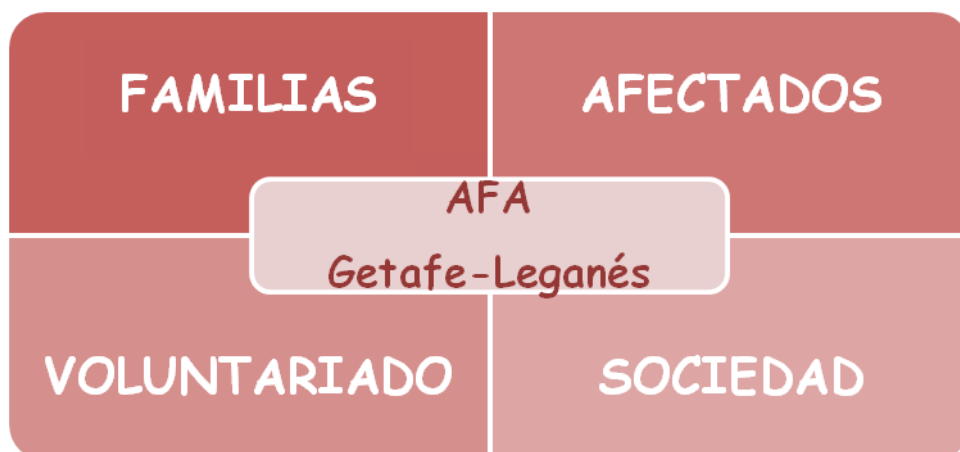 FAMILIAS
AFECTADOS
AFA
Getafe-Leganés
VOLUNTARIADO
SOCIEDAD